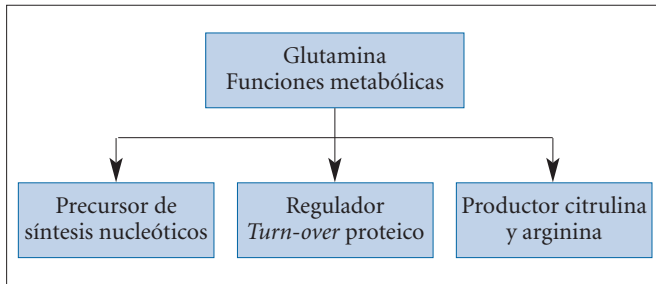 Glutamina
Funciones metabólicas
Precursor de
síntesis nucleóticos
Regulador
Turn-over proteico
Productor citrulina
y arginina